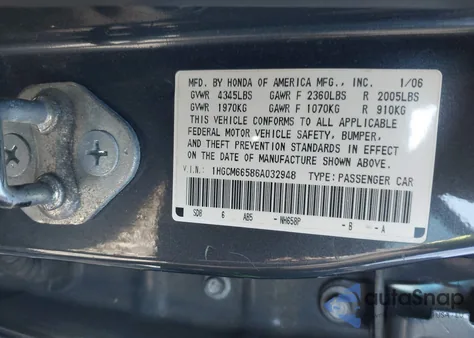 MFD. BY HONDA OF AMERICA MFG., INC. 1/06
GVWR 4345LBS GAWR F 2360LBS R 2005LBS
GVWR 1970KG GAWR F 1070KG R 910KG
THIS VEHICLE CONFORMS TO ALL APPLICABLE
FEDERAL MOTOR VEHICLE SAFETY, BUMPER,
AND THEFT PREVENTION STANDARDS IN EFFECT
ON THE DATE OF MANUFACTURE SHOWN ABOVE.
V.I.N.: 1HGCM66586A032948 TYPE: PASSENGER CAR
SDB 6 AB5 - NH658P - B - A
autoSnap